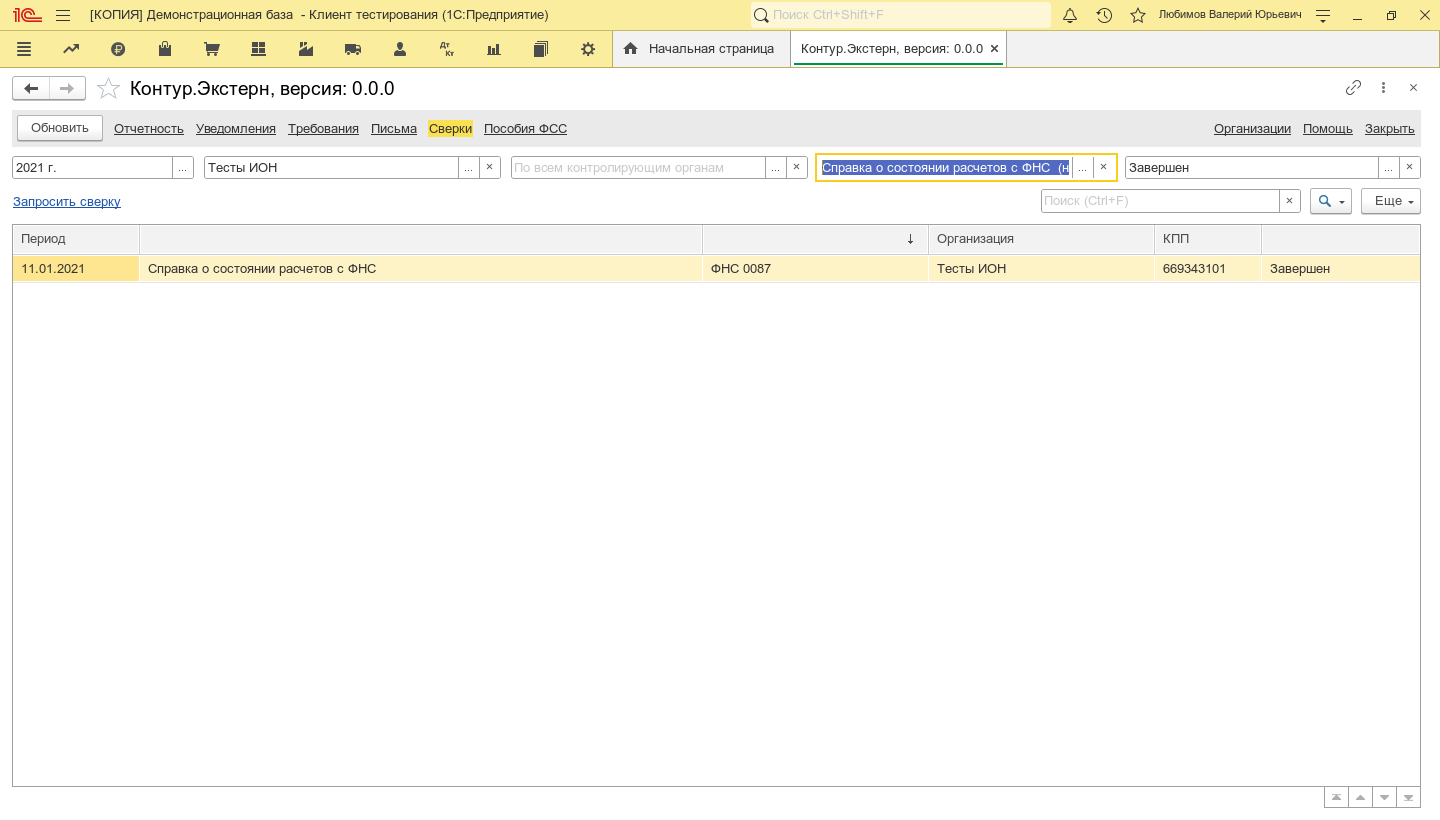 [КОПИЯ] Демонстрационная база - Клиент тестирования (1С:Предприятие)
Поиск Ctrl+Shift+F
Любимов Валерий Юрьевич
Дт Кт
Начальная страница
Контур.Экстерн, версия: 0.0.0
Контур.Экстерн, версия: 0.0.0
Обновить Отчетность Уведомления Требования Письма Сверки Пособия ФСС Организации Помощь Закрыть
2021 г. ... Тесты ИОН ... × По всем контролирующим органам ... × Справка о состоянии расчетов с ФНС (н ... × Завершен ... ×
Запросить сверку Поиск (Ctrl+F) × Еще
Период ↓ Организация КПП
11.01.2021 Справка о состоянии расчетов с ФНС ФНС 0087 Тесты ИОН 669343101 Завершен